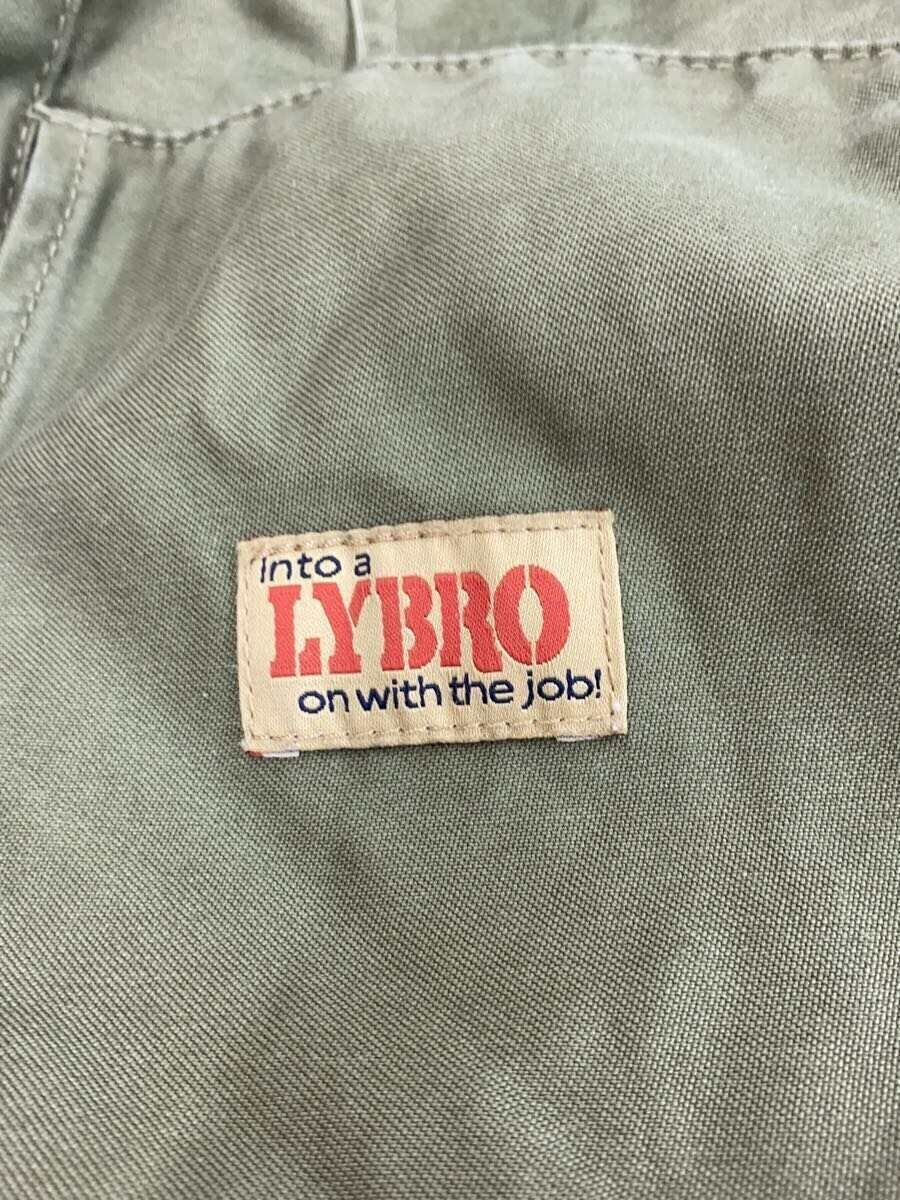 Into a
LYBRO
on with the job!